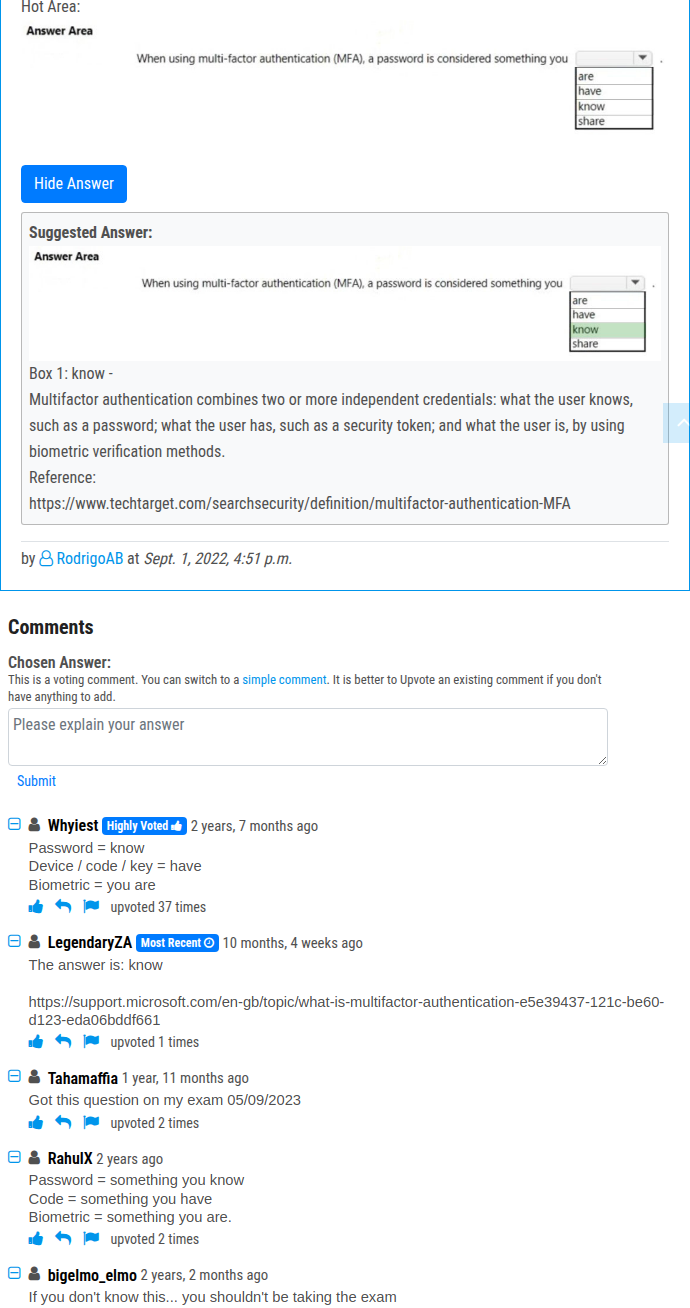 Hot Area:
Answer Area
When using multi-factor authentication (MFA), a password is considered something you .
are
have
know
share
Hide Answer
Suggested Answer:
Answer Area
When using multi-factor authentication (MFA), a password is considered something you .
are
have
know
share
Box 1: know -
Multifactor authentication combines two or more independent credentials: what the user knows,
such as a password; what the user has, such as a security token; and what the user is, by using
biometric verification methods.
Reference:
https://www.techtarget.com/searchsecurity/definition/multifactor-authentication-MFA
by RodrigoAB at Sept. 1, 2022, 4:51 p.m.
Comments
Chosen Answer:
This is a voting comment. You can switch to a simple comment. It is better to Upvote an existing comment if you don't
have anything to add.
Please explain your answer
Submit
Whyiest Highly Voted 2 years, 7 months ago
Password = know
Device / code / key = have
Biometric = you are
upvoted 37 times
LegendaryZA Most Recent 10 months, 4 weeks ago
The answer is: know
https://support.microsoft.com/en-gb/topic/what-is-multifactor-authentication-e5e39437-121c-be60-
d123-eda06bddf661
upvoted 1 times
Tahamaffia 1 year, 11 months ago
Got this question on my exam 05/09/2023
upvoted 2 times
RahulX 2 years ago
Password = something you know
Code = something you have
Biometric = something you are.
upvoted 2 times
bigelmo_elmo 2 years, 2 months ago
If you don't know this... you shouldn't be taking the exam